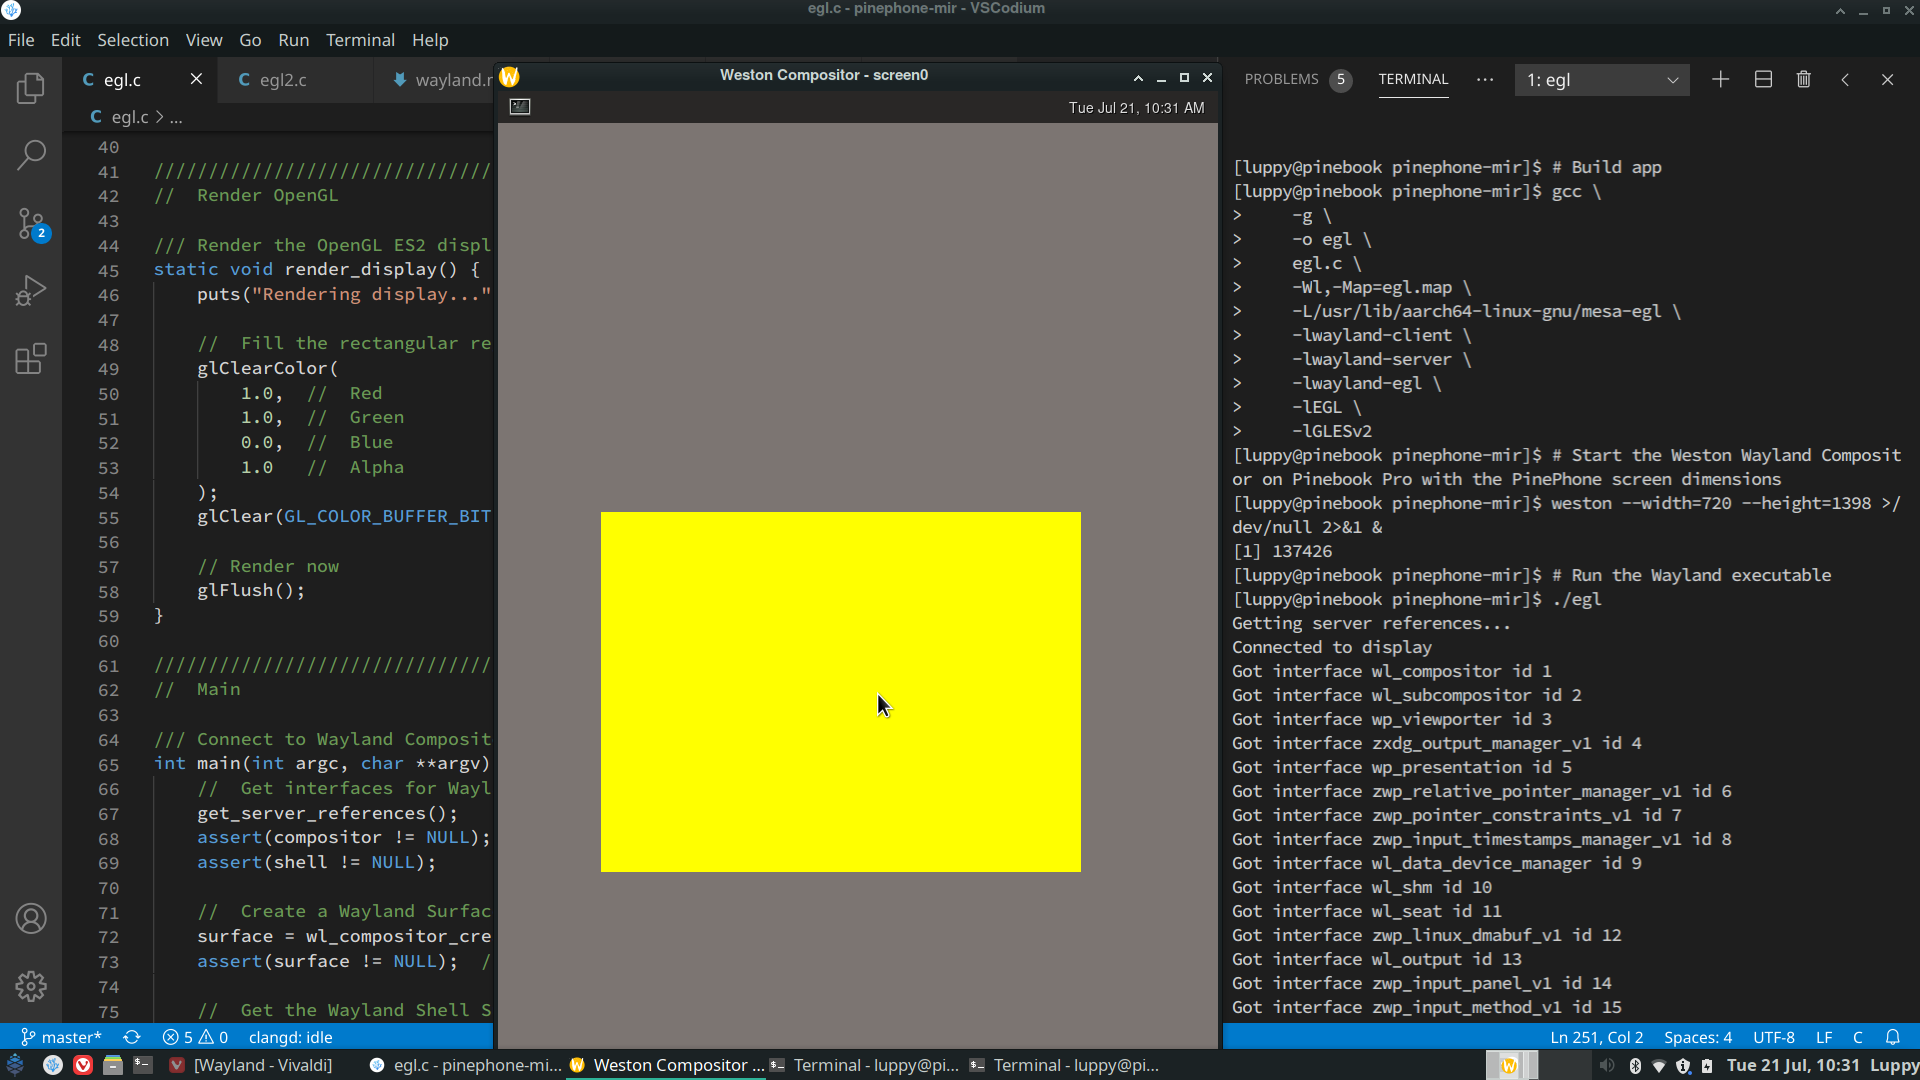 egl.c - pinephone-mir - VSCodium
File Edit Selection View Go Run Terminal Help
egl.c
egl2.c
wayland.r
egl.c > ...
40
41 //////////////////////////////
42 //  Render OpenGL
43
44 /// Render the OpenGL ES2 displ
45 static void render_display() {
46     puts("Rendering display..."
47
48     //  Fill the rectangular re
49     glClearColor(
50         1.0,  //  Red
51         1.0,  //  Green
52         0.0,  //  Blue
53         1.0   //  Alpha
54     );
55     glClear(GL_COLOR_BUFFER_BIT
56
57     // Render now
58     glFlush();
59 }
60
61 //////////////////////////////
62 //  Main
63
64 /// Connect to Wayland Composit
65 int main(int argc, char **argv)
66     //  Get interfaces for Wayl
67     get_server_references();
68     assert(compositor != NULL);
69     assert(shell != NULL);
70
71     //  Create a Wayland Surfac
72     surface = wl_compositor_cre
73     assert(surface != NULL);  /
74
75     //  Get the Wayland Shell S
Weston Compositor - screen0
Tue Jul 21, 10:31 AM
PROBLEMS 5 TERMINAL ... 1: egl
[luppy@pinebook pinephone-mir]$ # Build app
[luppy@pinebook pinephone-mir]$ gcc \
>     -g \
>     -o egl \
>     egl.c \
>     -Wl,-Map=egl.map \
>     -L/usr/lib/aarch64-linux-gnu/mesa-egl \
>     -lwayland-client \
>     -lwayland-server \
>     -lwayland-egl \
>     -lEGL \
>     -lGLESv2
[luppy@pinebook pinephone-mir]$ # Start the Weston Wayland Composit
or on Pinebook Pro with the PinePhone screen dimensions
[luppy@pinebook pinephone-mir]$ weston --width=720 --height=1398 >/
dev/null 2>&1 &
[1] 137426
[luppy@pinebook pinephone-mir]$ # Run the Wayland executable
[luppy@pinebook pinephone-mir]$ ./egl
Getting server references...
Connected to display
Got interface wl_compositor id 1
Got interface wl_subcompositor id 2
Got interface wp_viewporter id 3
Got interface zxdg_output_manager_v1 id 4
Got interface wp_presentation id 5
Got interface zwp_relative_pointer_manager_v1 id 6
Got interface zwp_pointer_constraints_v1 id 7
Got interface zwp_input_timestamps_manager_v1 id 8
Got interface wl_data_device_manager id 9
Got interface wl_shm id 10
Got interface wl_seat id 11
Got interface zwp_linux_dmabuf_v1 id 12
Got interface wl_output id 13
Got interface zwp_input_panel_v1 id 14
Got interface zwp_input_method_v1 id 15
2
master* 5 0 clangd: idle
Ln 251, Col 2 Spaces: 4 UTF-8 LF C
[Wayland - Vivaldi] egl.c - pinephone-mi... Weston Compositor ... Terminal - luppy@pi... Terminal - luppy@pi... Tue 21 Jul, 10:31 Luppy